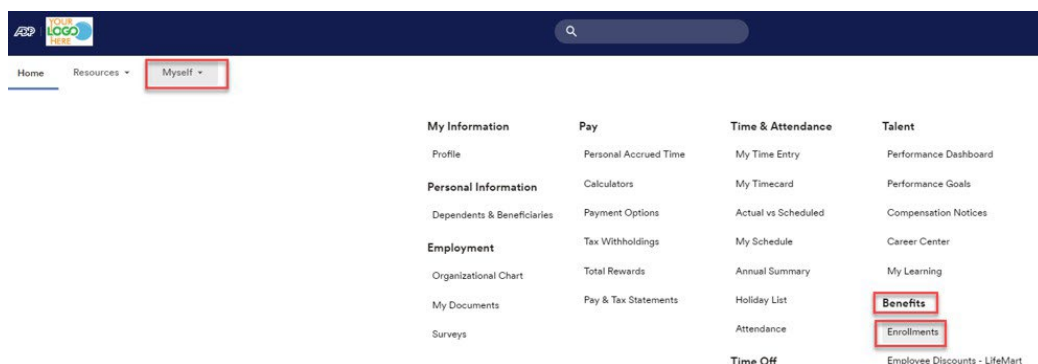 ADP
YOUR
LOGO
HERE
Home
Resources
Myself
My Information
Profile
Personal Information
Dependents & Beneficiaries
Employment
Organizational Chart
My Documents
Surveys
Pay
Personal Accrued Time
Calculators
Payment Options
Tax Withholdings
Total Rewards
Pay & Tax Statements
Time & Attendance
My Time Entry
My Timecard
Actual vs Scheduled
My Schedule
Annual Summary
Holiday List
Attendance
Time Off
Talent
Performance Dashboard
Performance Goals
Compensation Notices
Career Center
My Learning
Benefits
Enrollments
Employee Discounts - LifeMart